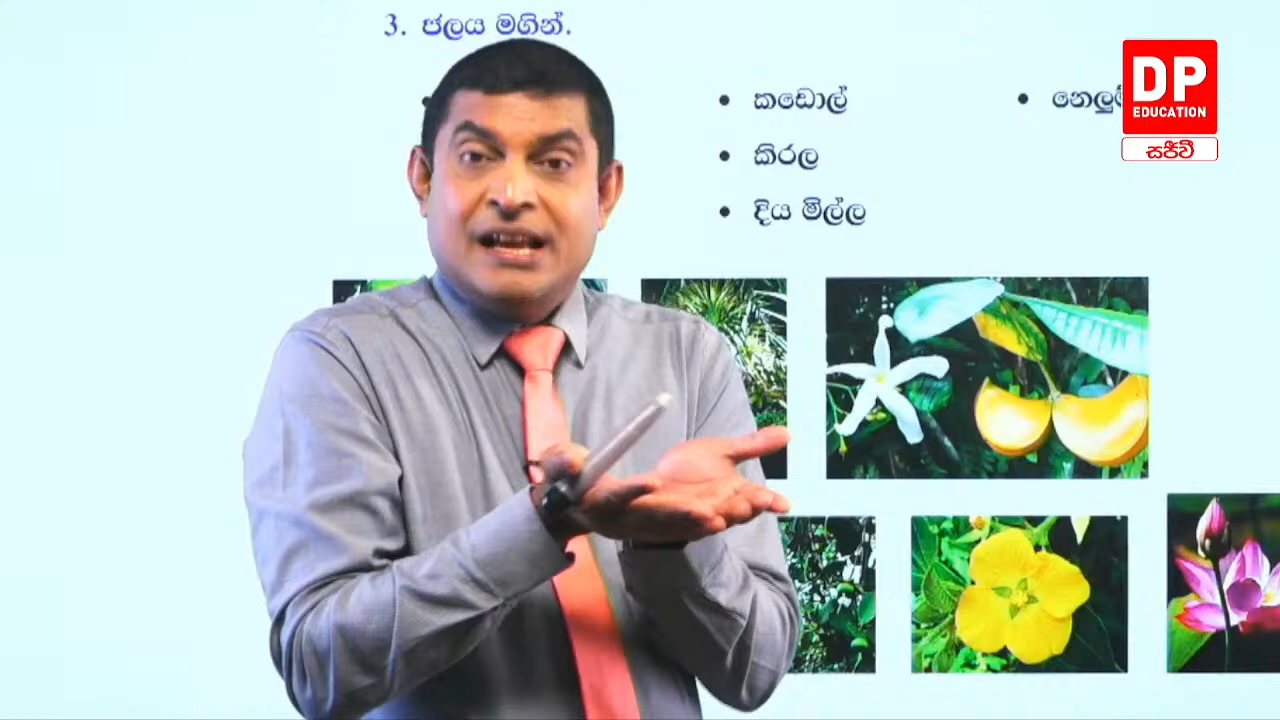 3. ජලය මගින්.
• කඩොල්
• කිරල
• දිය මිල්ල
• නෙලුම්
DP
EDUCATION
සජීවී